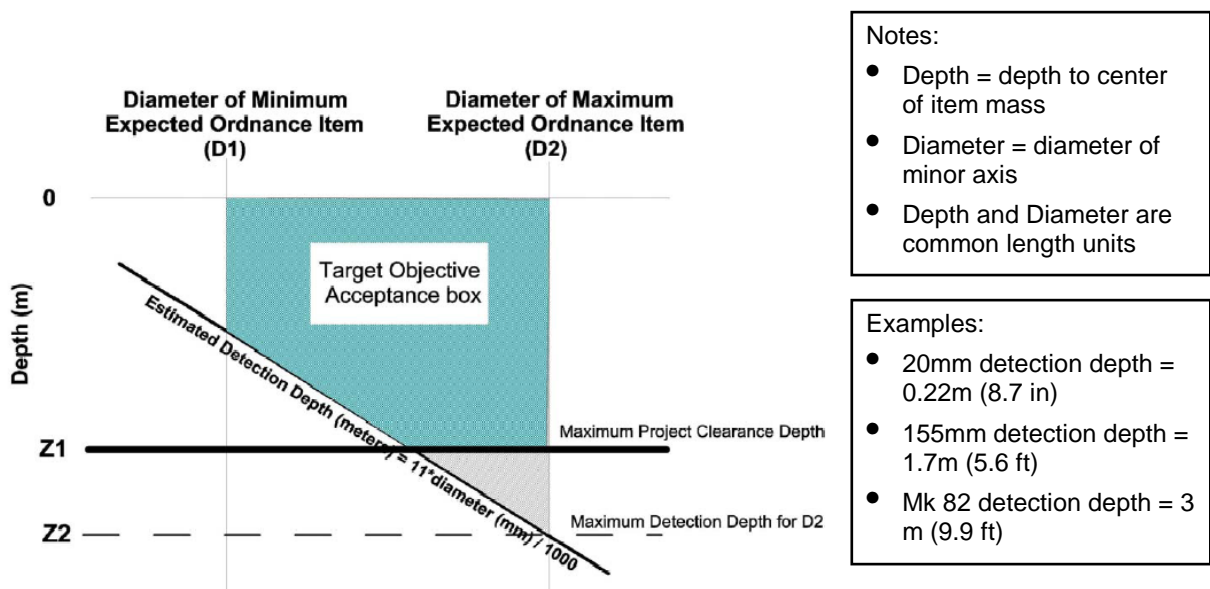 Diameter of Minimum
Expected Ordnance Item
(D1)
Diameter of Maximum
Expected Ordnance Item
(D2)
0
Target Objective
Acceptance box
Depth (m)
Estimated Detection Depth (meters) = 11*diameter (mm) / 1000
Z1
Maximum Project Clearance Depth
Z2
Maximum Detection Depth for D2
Notes:
• Depth = depth to center
of item mass
• Diameter = diameter of
minor axis
• Depth and Diameter are
common length units
Examples:
• 20mm detection depth =
0.22m (8.7 in)
• 155mm detection depth =
1.7m (5.6 ft)
• Mk 82 detection depth = 3
m (9.9 ft)